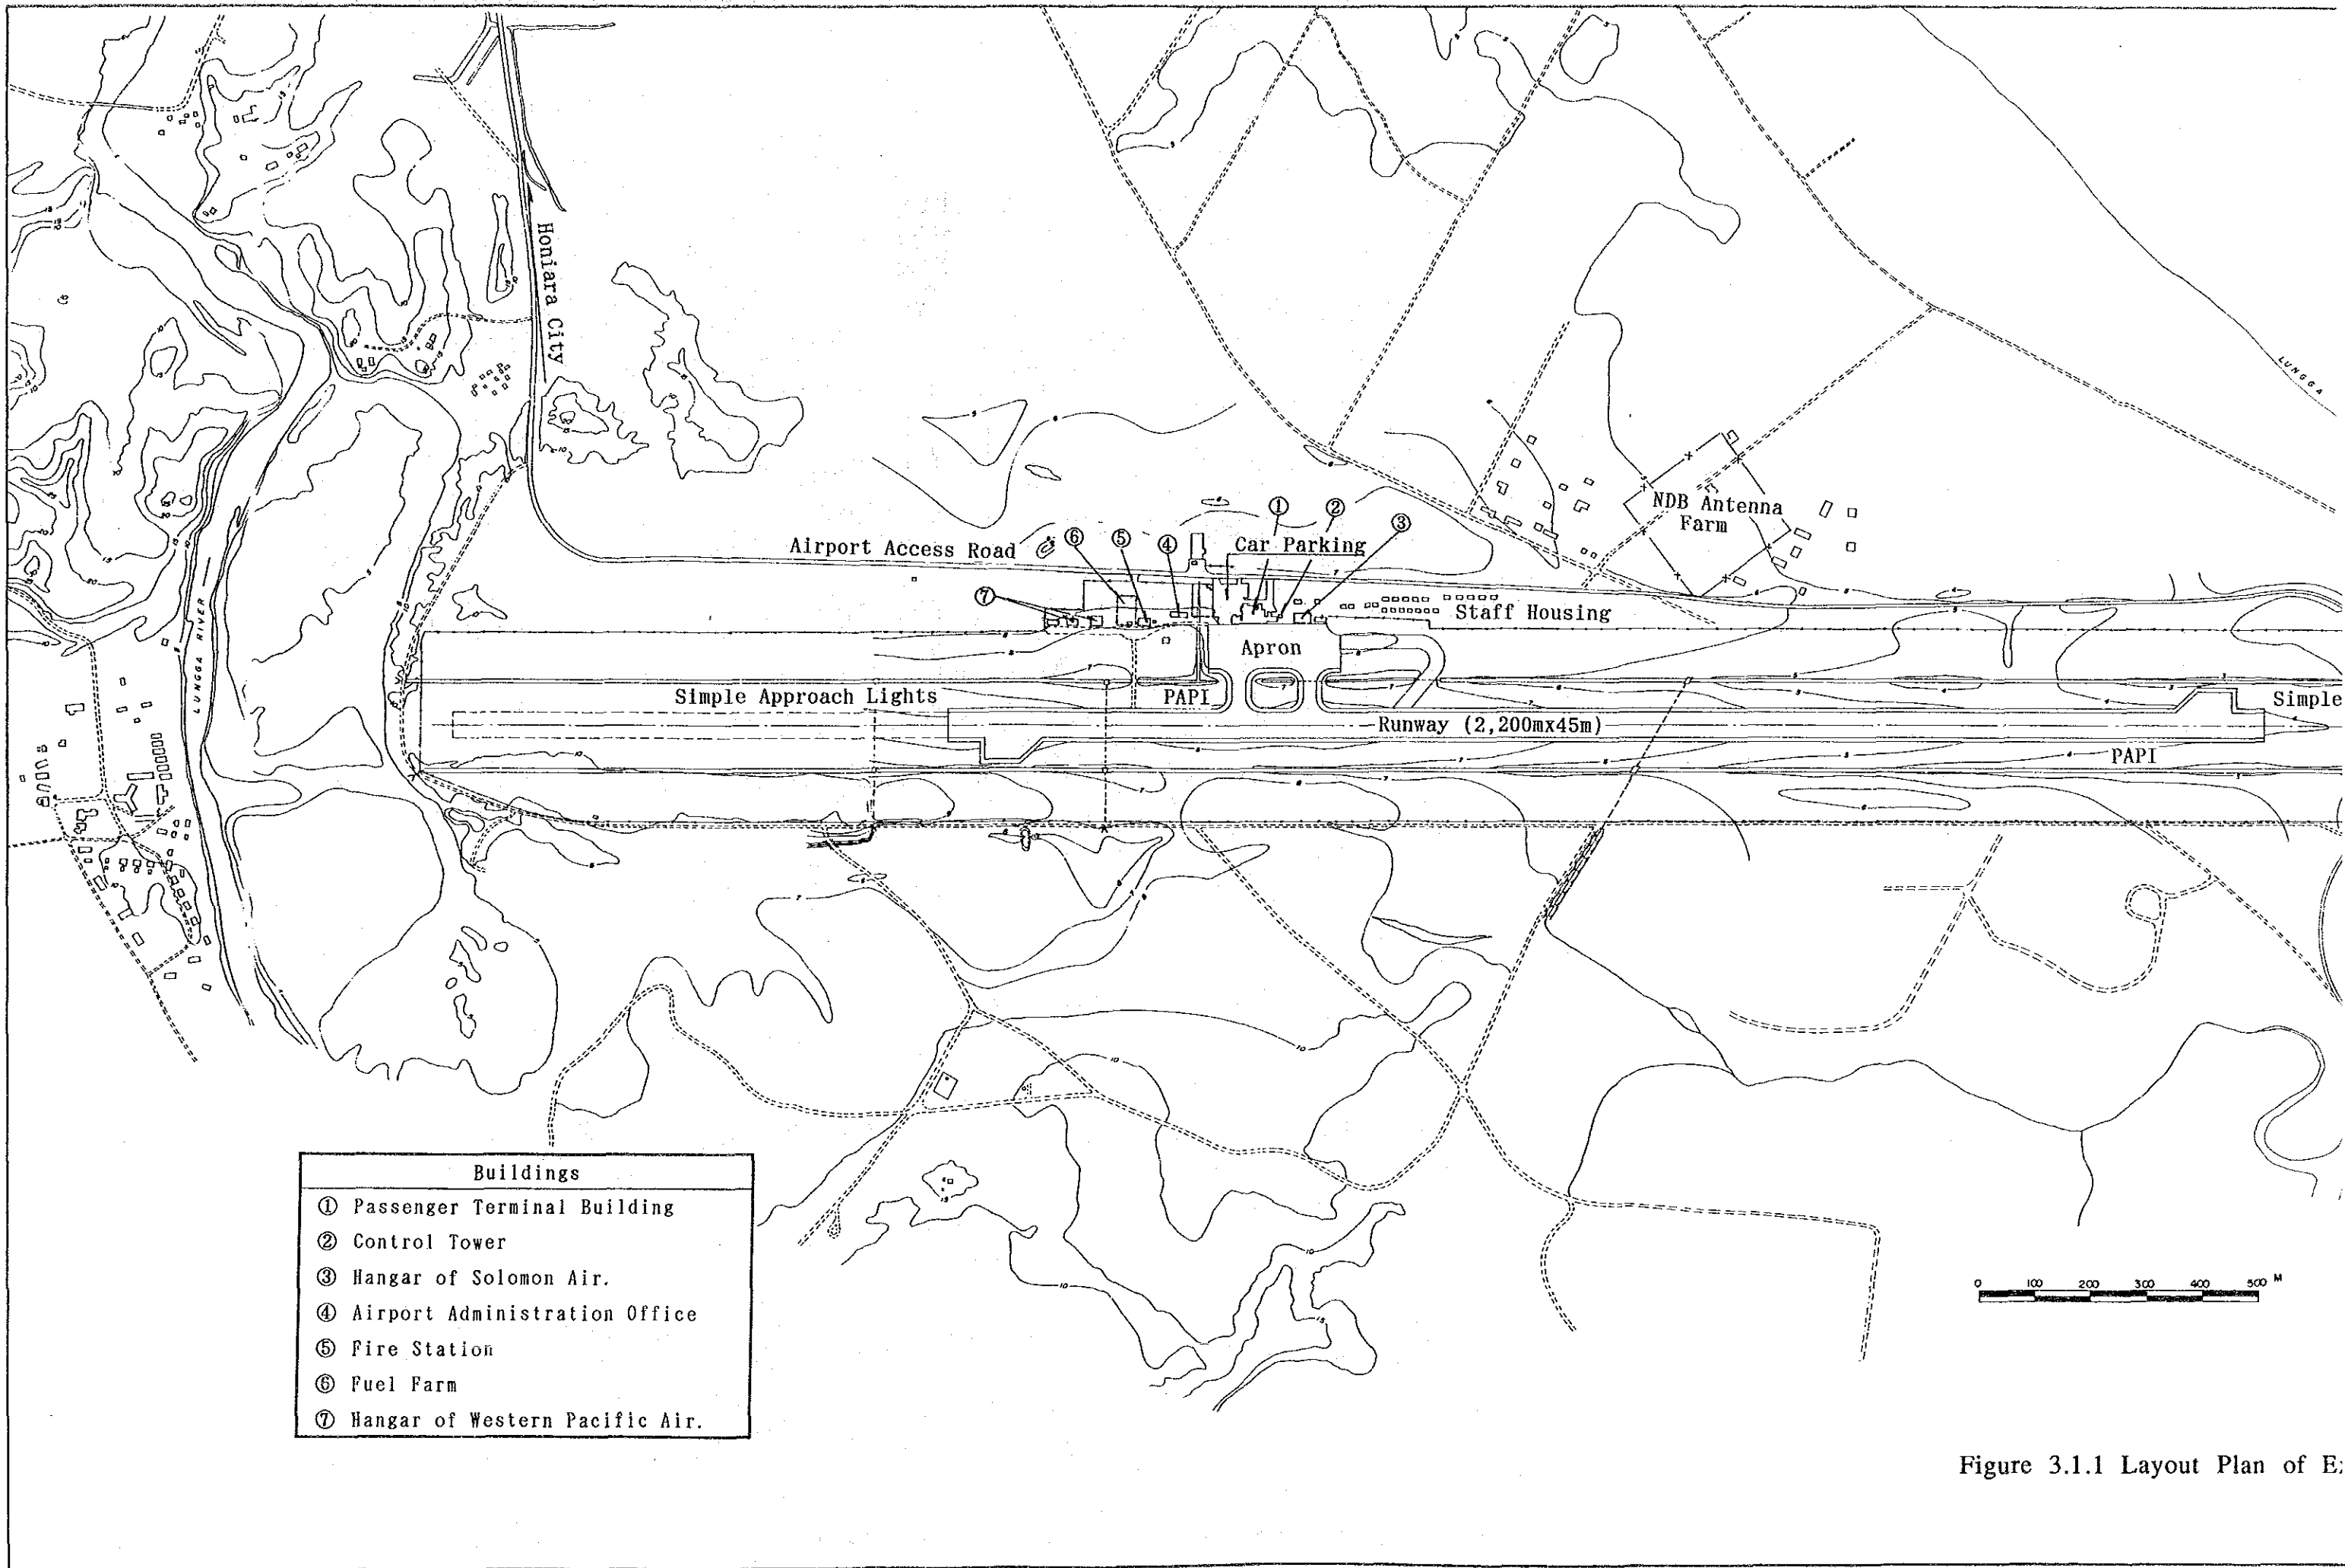 Honiara City
LUNGGA
NDB Antenna
Farm
① ② ③
⑥ ⑤ ④
Airport Access Road
Car Parking
⑦
Staff Housing
LUNGGA RIVER
Apron
Simple Approach Lights
PAPI
Simple
Runway (2,200mx45m)
PAPI
Buildings
① Passenger Terminal Building
② Control Tower
③ Hangar of Solomon Air.
④ Airport Administration Office
⑤ Fire Station
⑥ Fuel Farm
⑦ Hangar of Western Pacific Air.
0 100 200 300 400 500 M
Figure 3.1.1 Layout Plan of